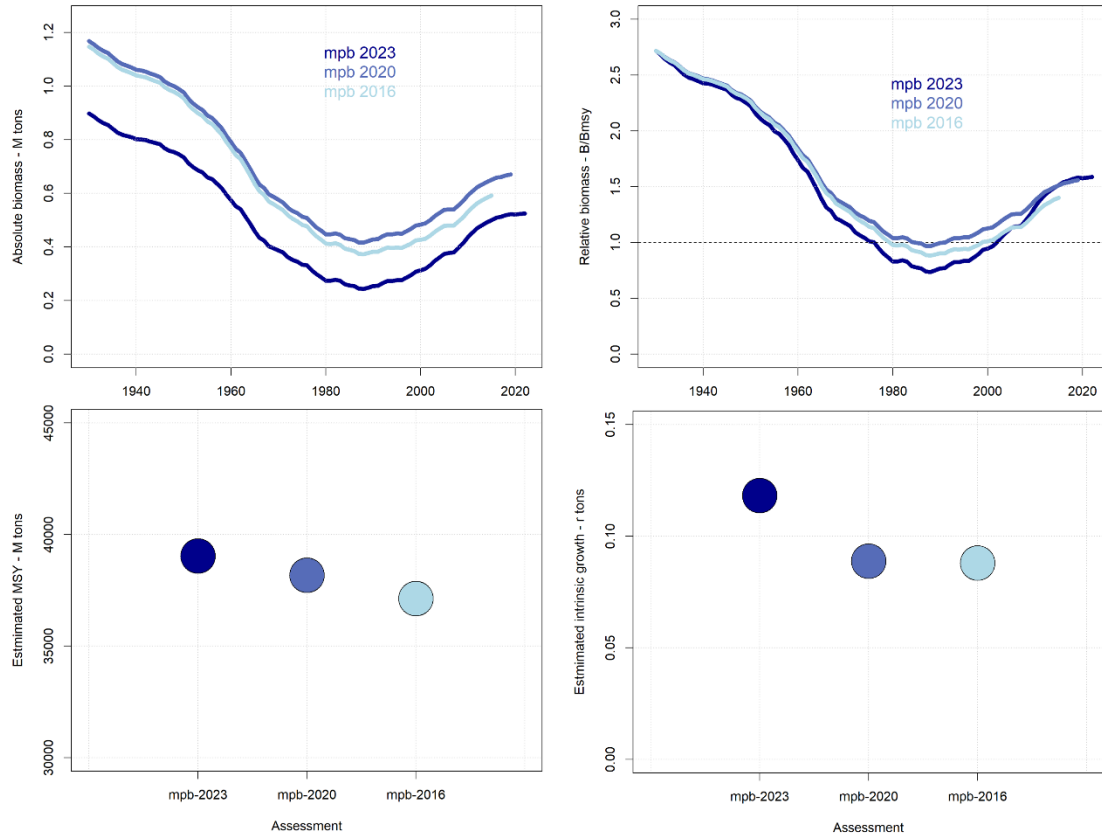 Absolute biomass - M tons
0.0
0.2
0.4
0.6
0.8
1.0
1.2
mpb 2023
mpb 2020
mpb 2016
1940 1960 1980 2000 2020
Relative biomass - B/Bmsy
0.0
0.5
1.0
1.5
2.0
2.5
3.0
mpb 2023
mpb 2020
mpb 2016
1940 1960 1980 2000 2020
Estmimated MSY - M tons
30000
35000
40000
45000
mpb-2023 mpb-2020 mpb-2016
Assessment
Estmimated intrinsic growth - r tons
0.00
0.05
0.10
0.15
mpb-2023 mpb-2020 mpb-2016
Assessment